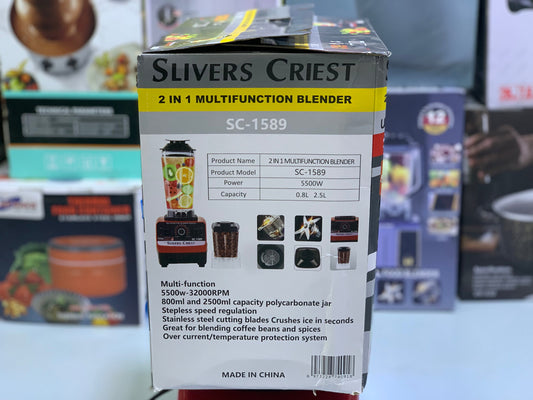 SLIVERS CRIEST
2 IN 1 MULTIFUNCTION BLENDER
SC-1589
Product Name 2 IN 1 MULTIFUNCTION BLENDER
Product Model SC-1589
Power 5500W
Capacity 0.8L 2.5L
SLIVERS CRIEST
Multi-function
5500w-32000RPM
800ml and 2500ml capacity polycarbonate jar
Stepless speed regulation
Stainless steel cutting blades Crushes ice in seconds
Great for blending coffee beans and spices
Over current/temperature protection system
MADE IN CHINA
12